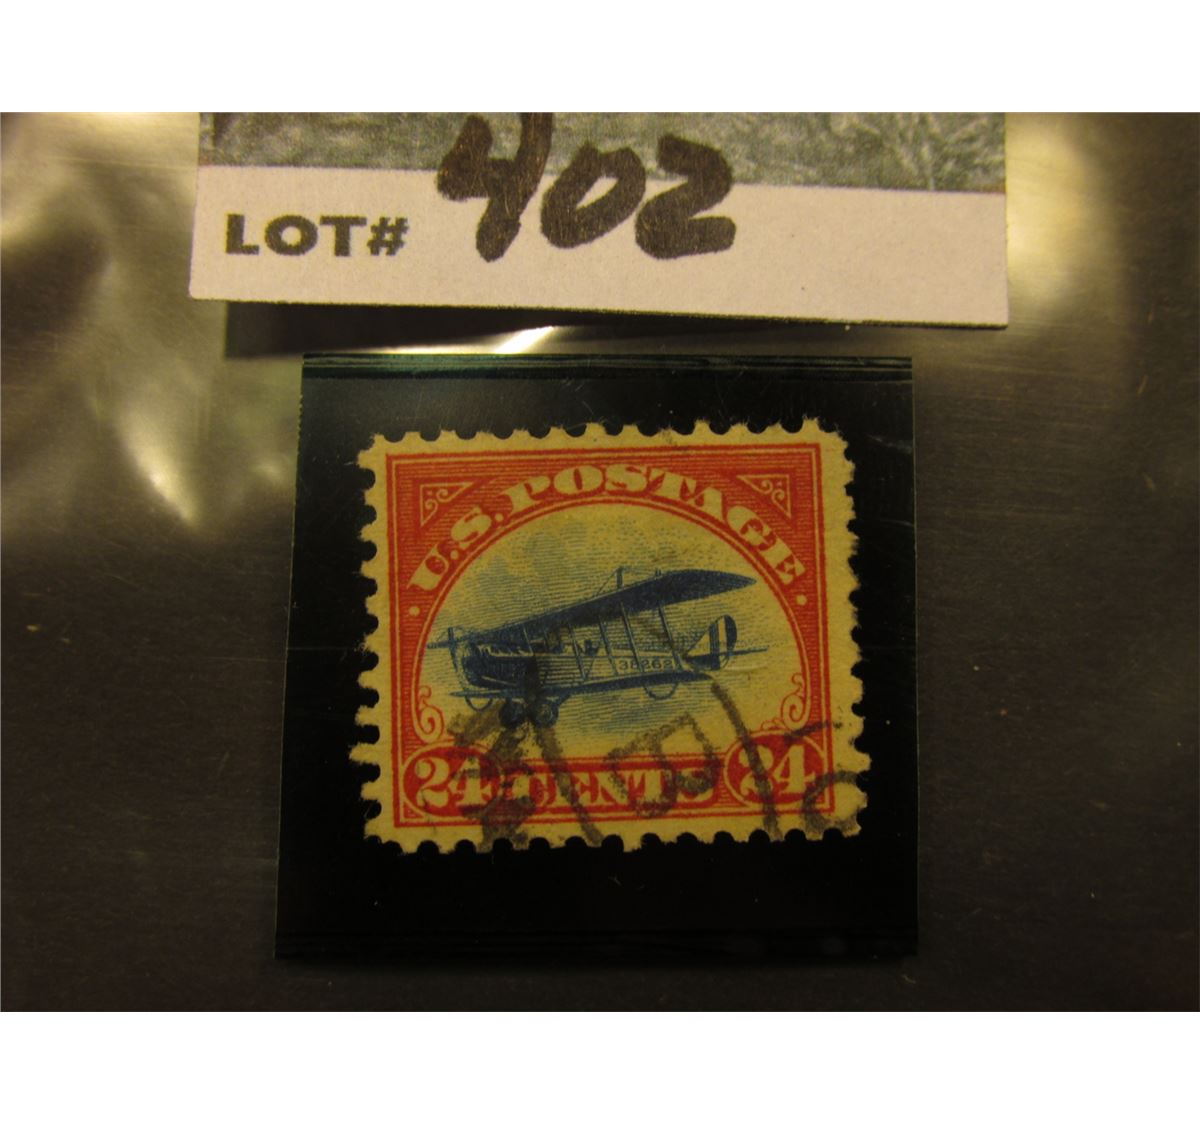 LOT# 402
U.S. POSTAGE
38262
24 CENTS 24